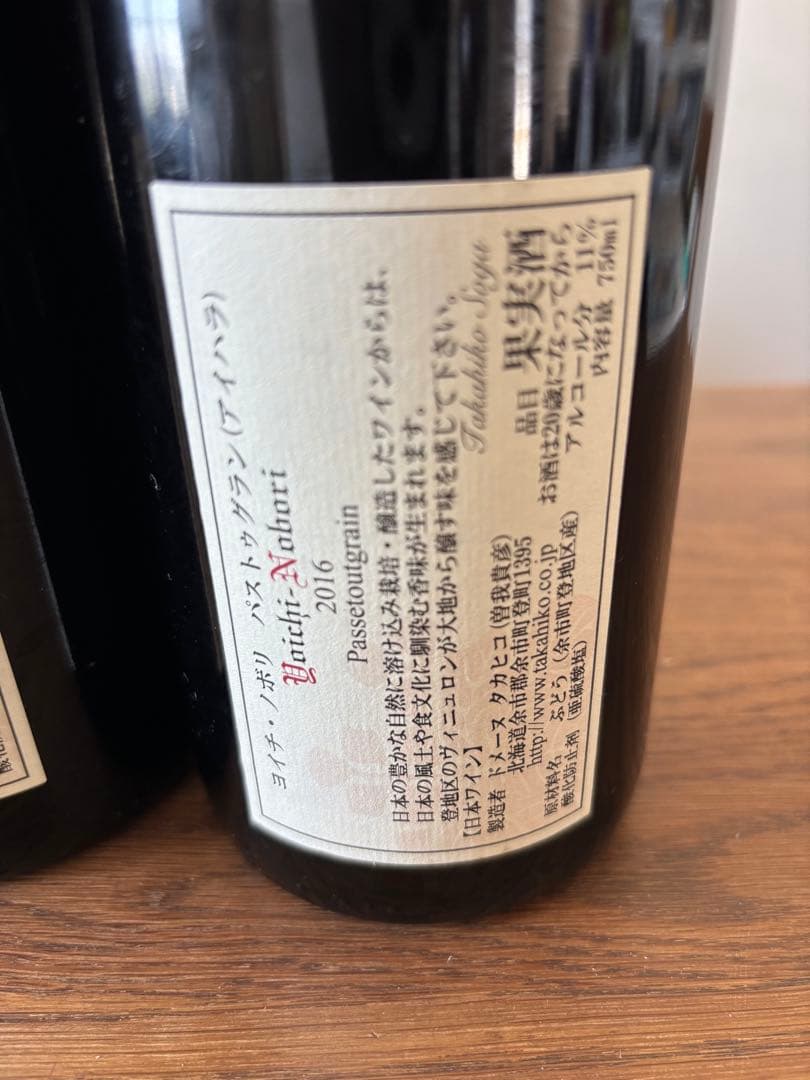 ヨイチ・ノボリ パストゥグラン(アイハラ)
Yoichi-Nobori
2016
Passetoutgrain
日本の豊かな自然に溶け込み栽培・醸造したワインからは、
日本の風土や食文化に馴染む香味が生まれます。
登地区のヴィニュロンが大地から醸す味を感じて下さい。
Takahiko Soga
【日本ワイン】
製造者 ドメーヌ タカヒコ(曽我貴彦)
北海道余市郡余市町登町1395
http://www.takahiko.co.jp
原材料名 ぶどう(余市町登地区産)
酸化防止剤(亜硫酸塩)
品目 果実酒
お酒は20歳になってから
アルコール分 11%
内容量 750ml